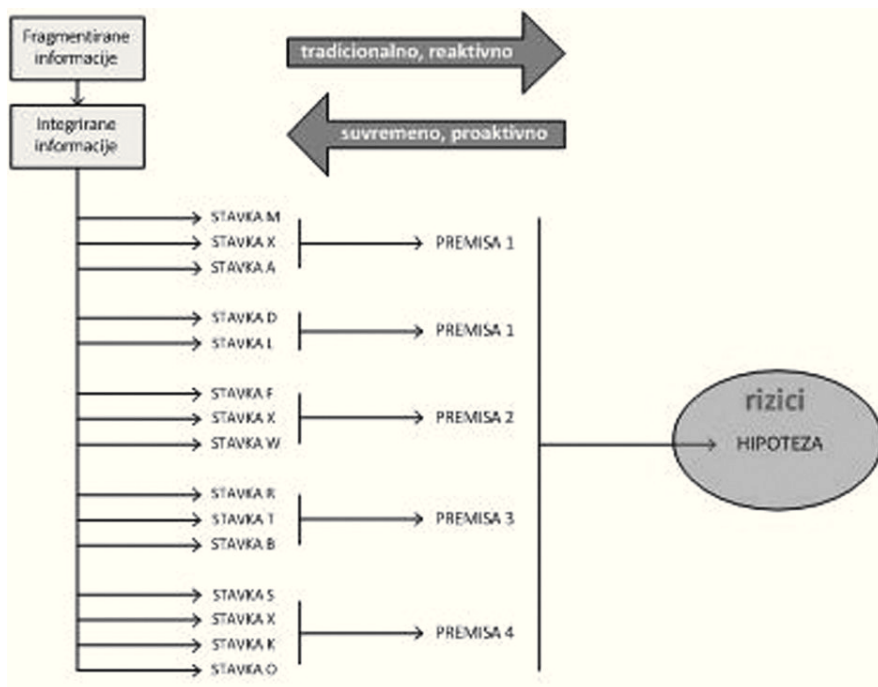 Fragmentirane
informacije
tradicionalno, reaktivno
Integrirane
informacije
suvremeno, proaktivno
STAVKA M
STAVKA X
STAVKA A
PREMISA 1
STAVKA D
STAVKA L
PREMISA 1
STAVKA F
STAVKA X
STAVKA W
PREMISA 2
rizici
HIPOTEZA
STAVKA R
STAVKA T
STAVKA B
PREMISA 3
STAVKA S
STAVKA X
STAVKA K
STAVKA O
PREMISA 4